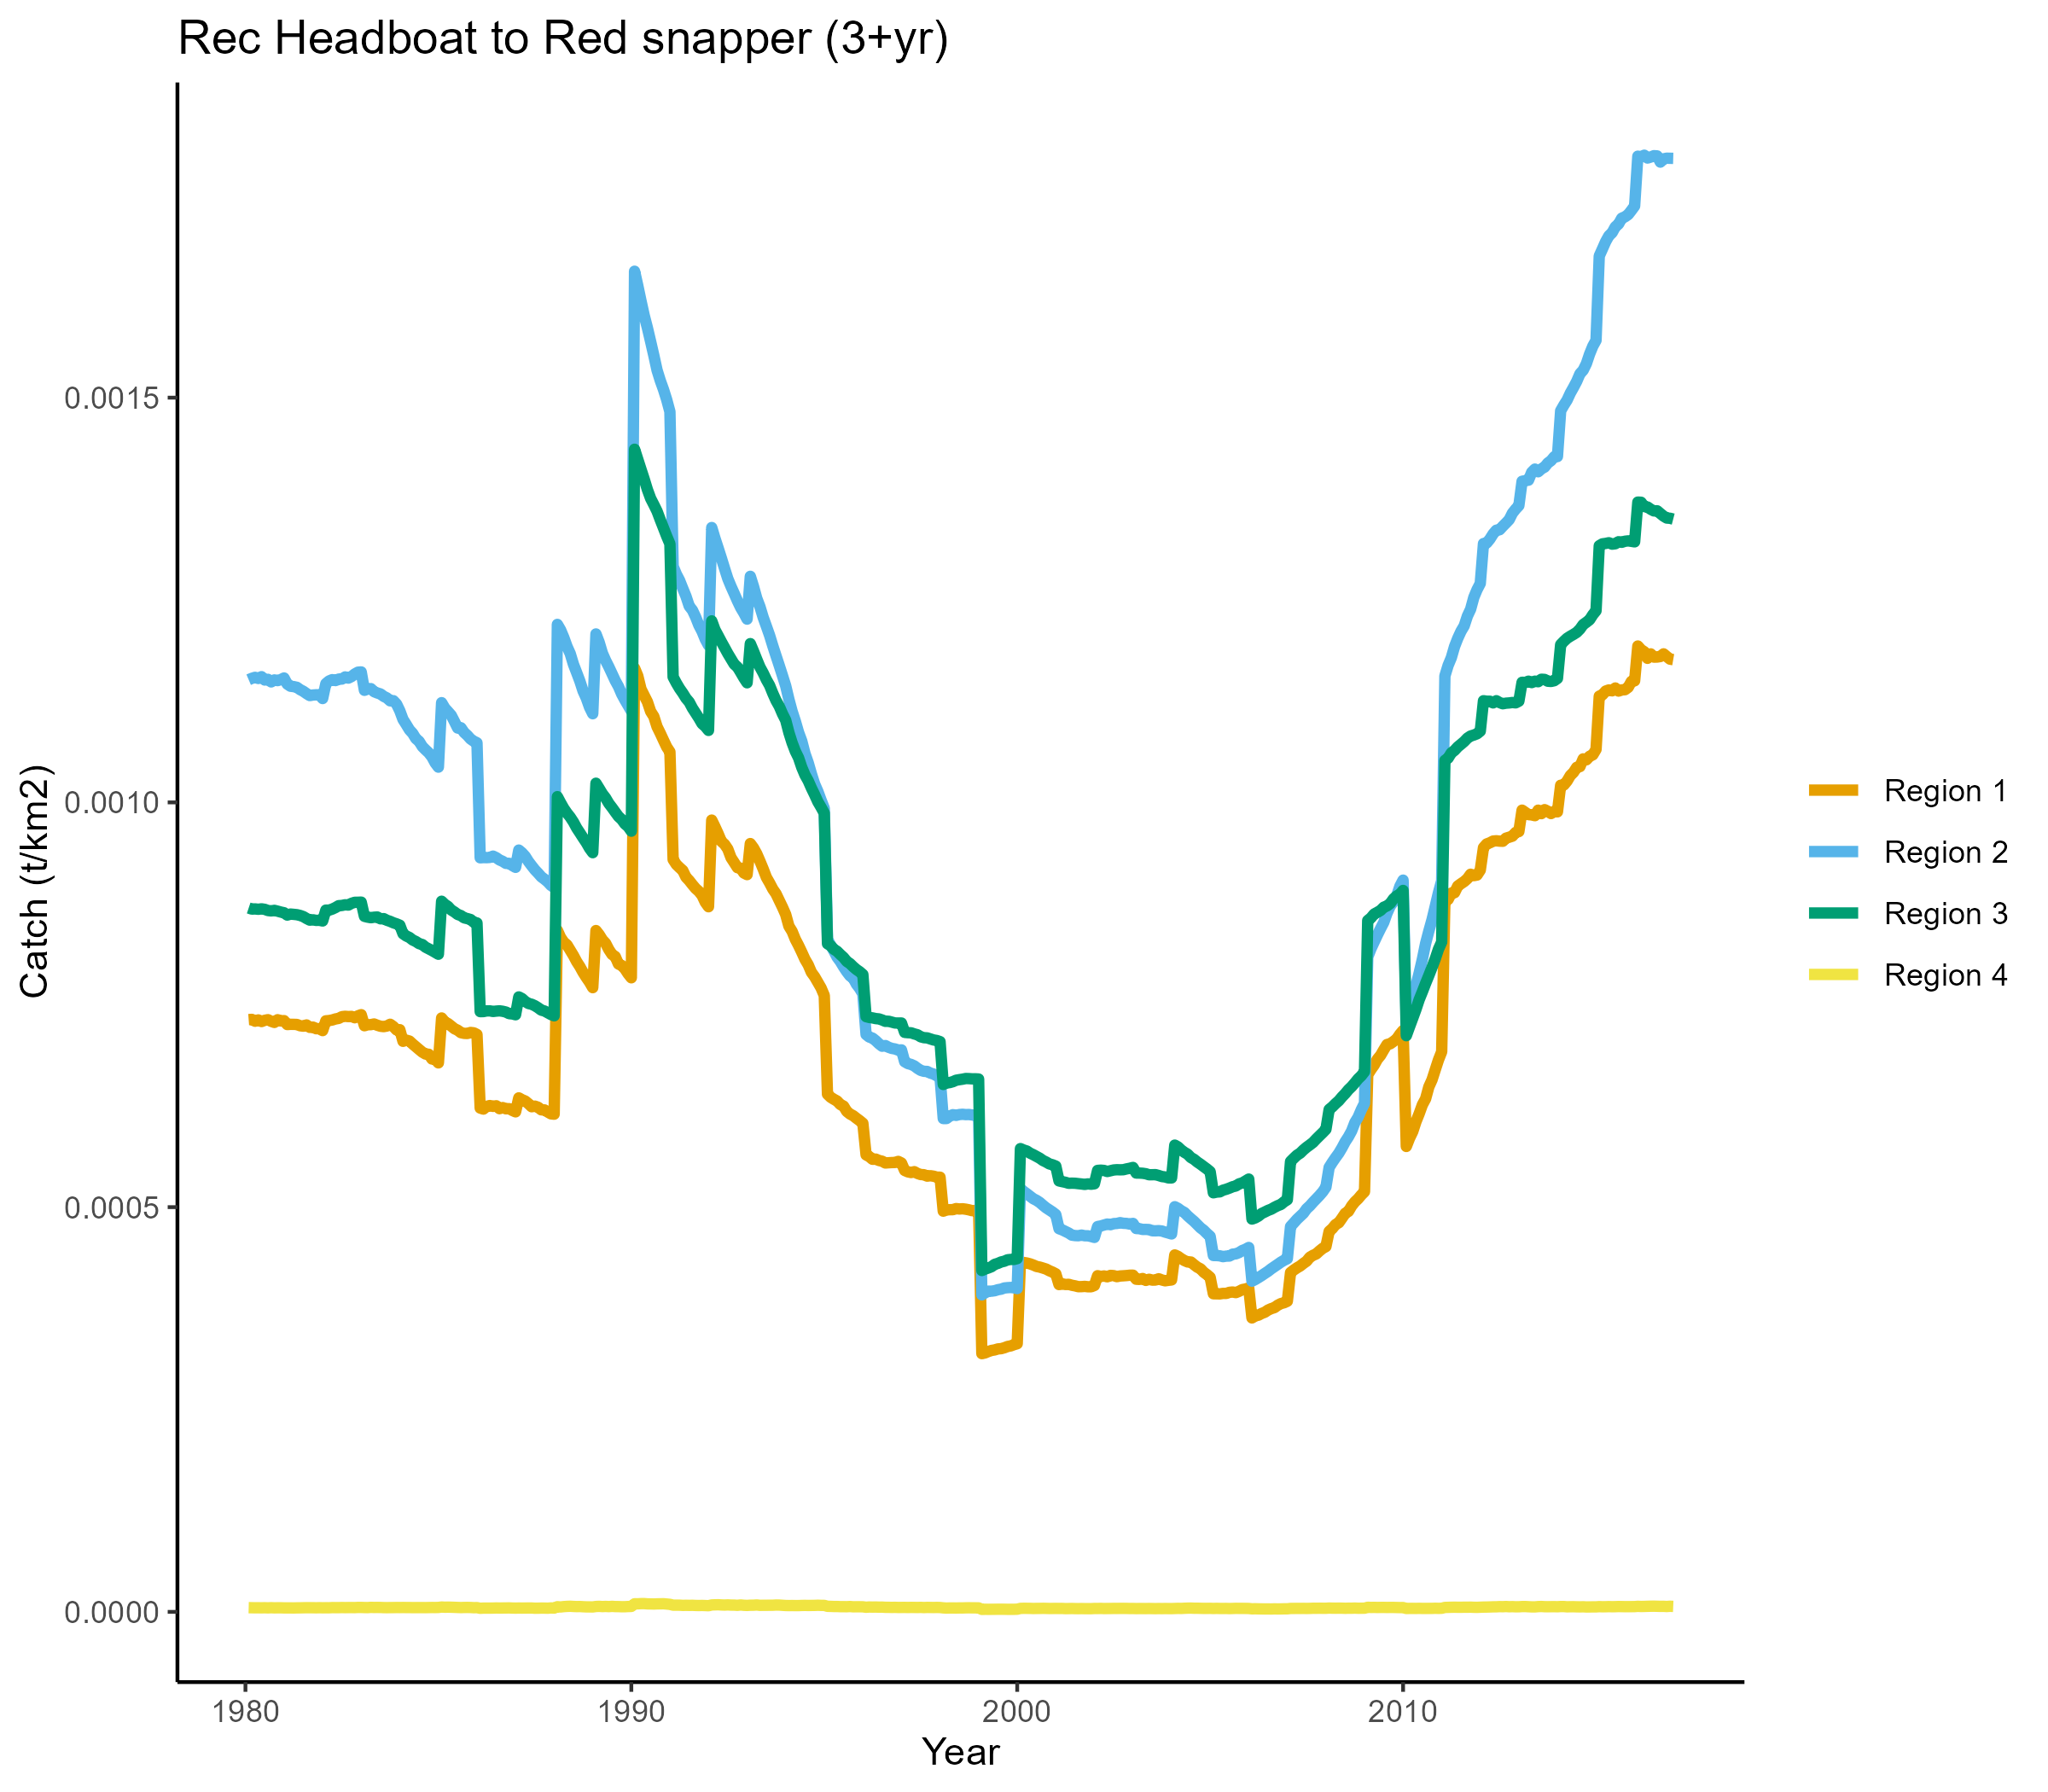 Rec Headboat to Red snapper (3+yr)
Catch (t/km2)
0.0015
0.0010
0.0005
0.0000
1980
1990
2000
2010
Year
Region 1
Region 2
Region 3
Region 4